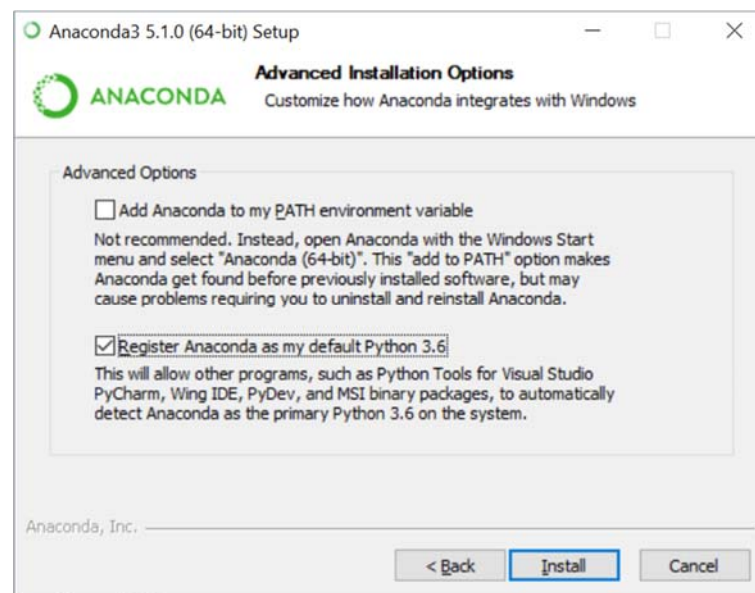 Anaconda3 5.1.0 (64-bit) Setup
ANACONDA
Advanced Installation Options
Customize how Anaconda integrates with Windows
Advanced Options
Add Anaconda to my PATH environment variable
Not recommended. Instead, open Anaconda with the Windows Start
menu and select "Anaconda (64-bit)". This "add to PATH" option makes
Anaconda get found before previously installed software, but may
cause problems requiring you to uninstall and reinstall Anaconda.
Register Anaconda as my default Python 3.6
This will allow other programs, such as Python Tools for Visual Studio
PyCharm, Wing IDE, PyDev, and MSI binary packages, to automatically
detect Anaconda as the primary Python 3.6 on the system.
Anaconda, Inc.
< Back
Install
Cancel